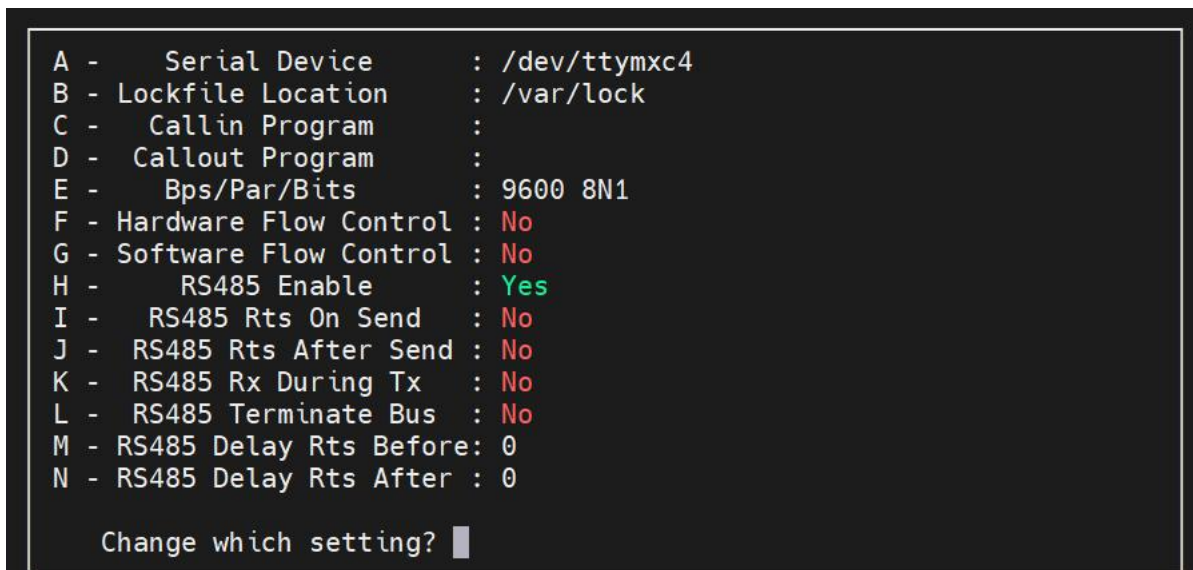 A -    Serial Device      : /dev/ttymxc4
B - Lockfile Location     : /var/lock
C -   Callin Program      :
D -  Callout Program      :
E -    Bps/Par/Bits       : 9600 8N1
F - Hardware Flow Control : No
G - Software Flow Control : No
H -     RS485 Enable      : Yes
I -   RS485 Rts On Send   : No
J -  RS485 Rts After Send : No
K -  RS485 Rx During Tx   : No
L -  RS485 Terminate Bus  : No
M - RS485 Delay Rts Before: 0
N - RS485 Delay Rts After : 0
Change which setting?